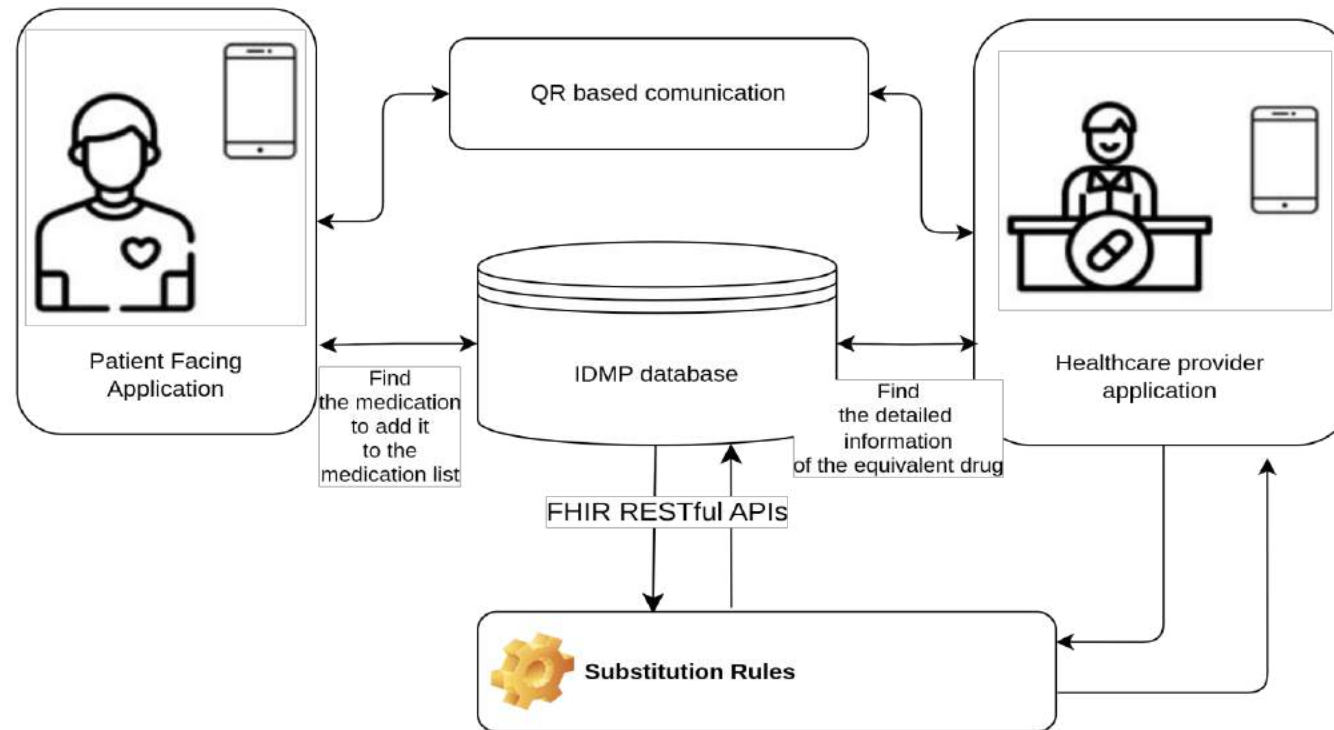 QR based comunication
Patient Facing
Application
IDMP database
Healthcare provider
application
Find
the medication
to add it
to the
medication list
Find
the detailed
information
of the equivalent drug
FHIR RESTful APIs
Substitution Rules